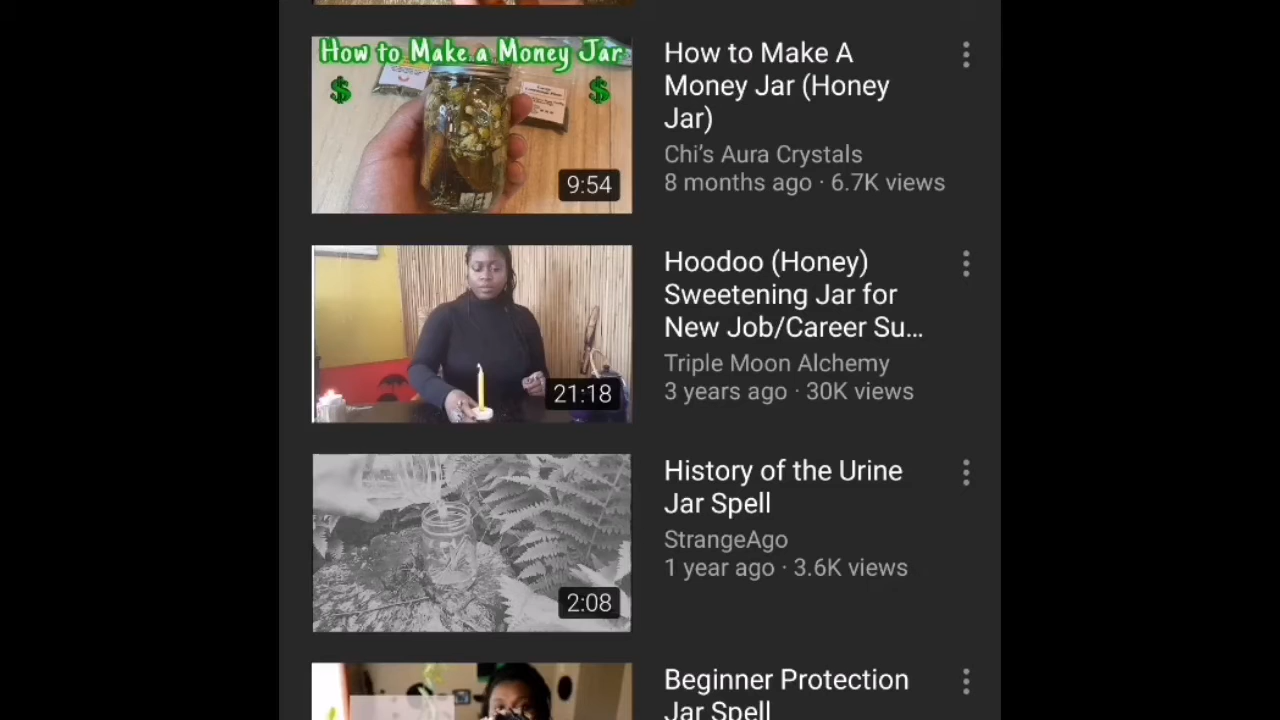 How to Make a Money Jar
$ $
9:54
How to Make A
Money Jar (Honey
Jar)
Chi's Aura Crystals
8 months ago · 6.7K views
21:18
Hoodoo (Honey)
Sweetening Jar for
New Job/Career Su...
Triple Moon Alchemy
3 years ago · 30K views
2:08
History of the Urine
Jar Spell
StrangeAgo
1 year ago · 3.6K views
Beginner Protection
Jar Spell